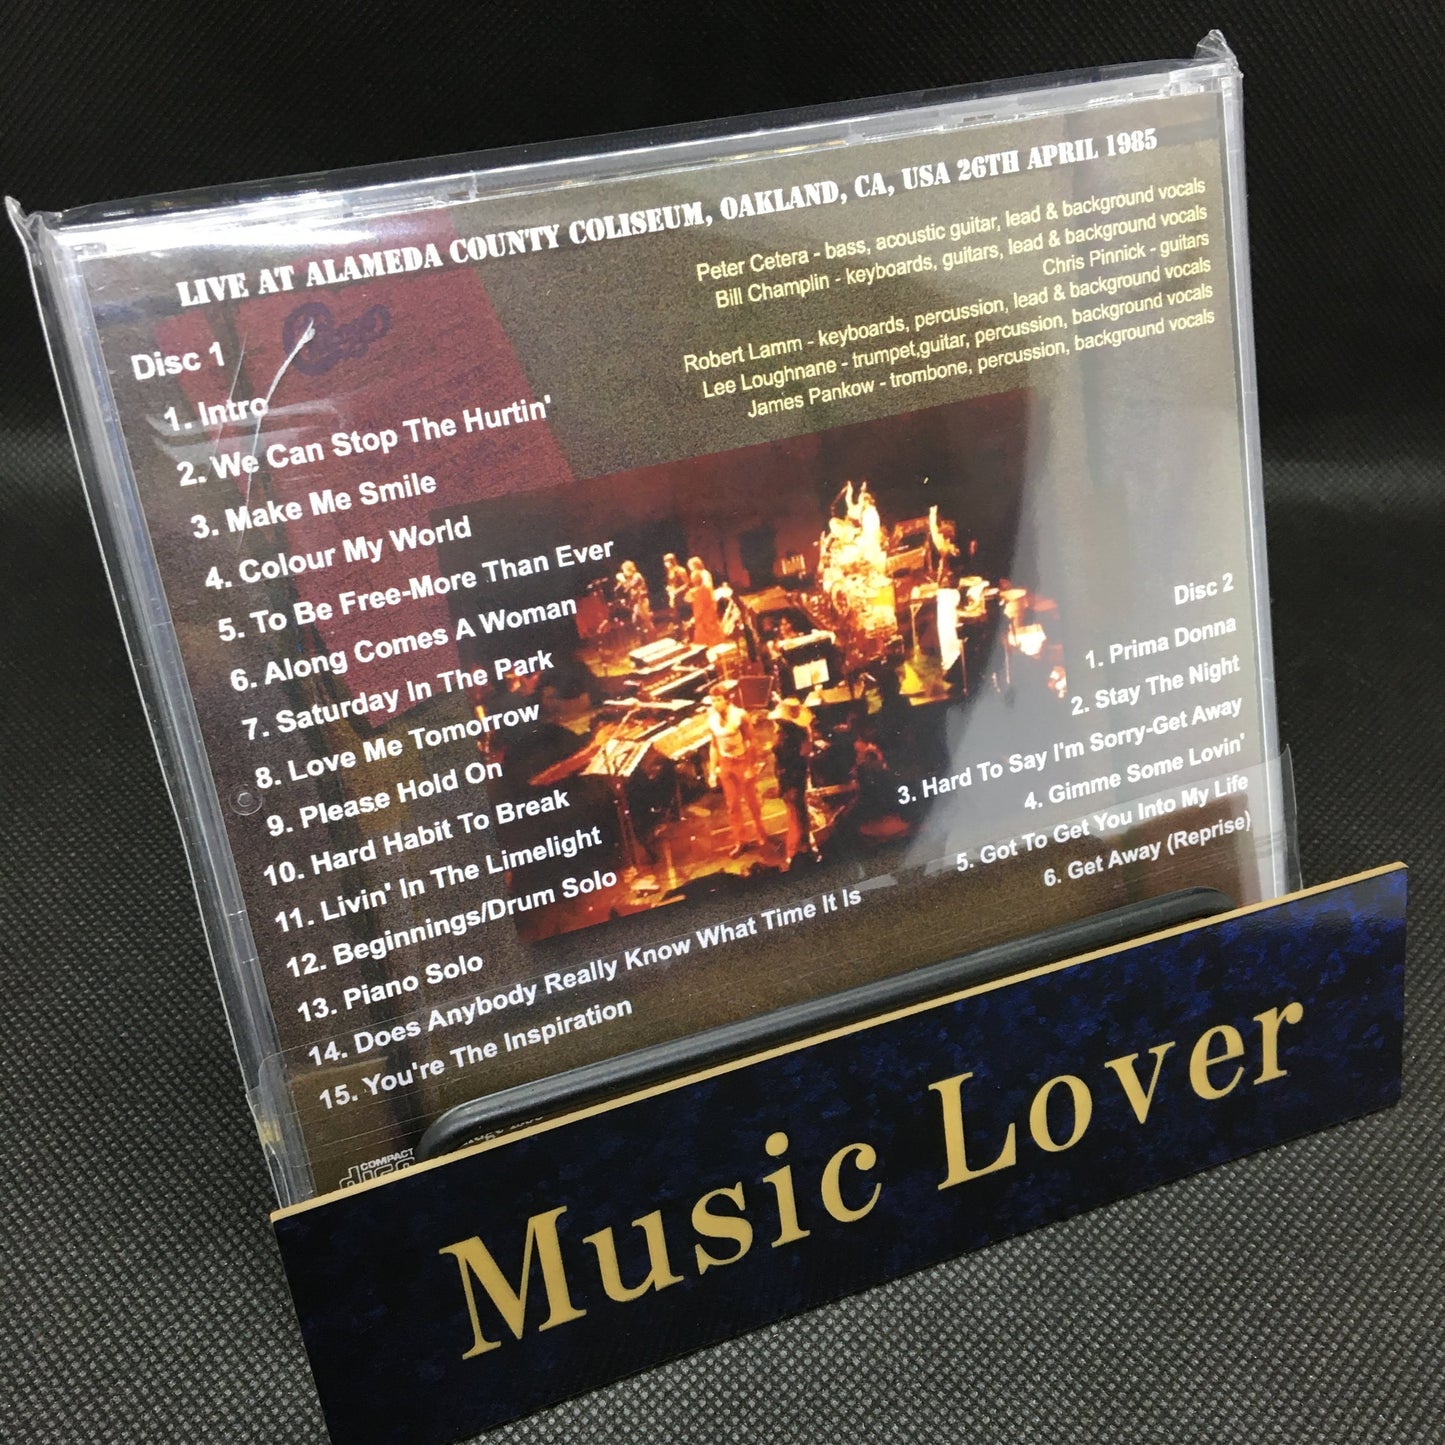 LIVE AT ALAMEDA COUNTY COLISEUM, OAKLAND, CA, USA 26TH APRIL 1985
Peter Cetera - bass, acoustic guitar, lead & background vocals
Bill Champlin - keyboards, guitars, lead & background vocals
Chris Pinnick - guitars
Robert Lamm - keyboards, percussion, lead & background vocals
Lee Loughnane - trumpet,guitar, percussion, background vocals
James Pankow - trombone, percussion, background vocals
Disc 1
1. Intro
2. We Can Stop The Hurtin'
3. Make Me Smile
4. Colour My World
5. To Be Free-More Than Ever
6. Along Comes A Woman
7. Saturday In The Park
8. Love Me Tomorrow
9. Please Hold On
10. Hard Habit To Break
11. Livin' In The Limelight
12. Beginnings/Drum Solo
13. Piano Solo
14. Does Anybody Really Know What Time It Is
15. You're The Inspiration
Disc 2
1. Prima Donna
2. Stay The Night
3. Hard To Say I'm Sorry-Get Away
4. Gimme Some Lovin'
5. Got To Get You Into My Life
6. Get Away (Reprise)
COMPACT
disc
Music Lover